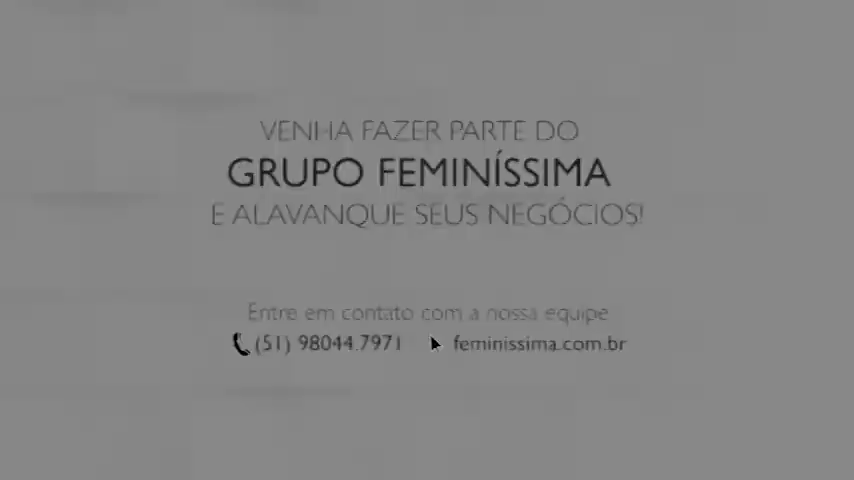 VENHA FAZER PARTE DO
GRUPO FEMINÍSSIMA
E ALAVANQUE SEUS NEGÓCIOS!
Entre em contato com a nossa equipe
(51) 98044.7971 feminissima.com.br